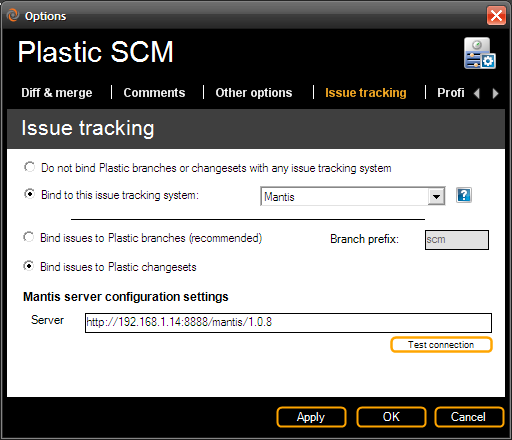 Options
Plastic SCM
Diff & merge Comments Other options Issue tracking Profi
Issue tracking
Do not bind Plastic branches or changesets with any issue tracking system
Bind to this issue tracking system: Mantis ?
Bind issues to Plastic branches (recommended) Branch prefix: scm
Bind issues to Plastic changesets
Mantis server configuration settings
Server http://192.168.1.14:8888/mantis/1.0.8
Test connection
Apply OK Cancel